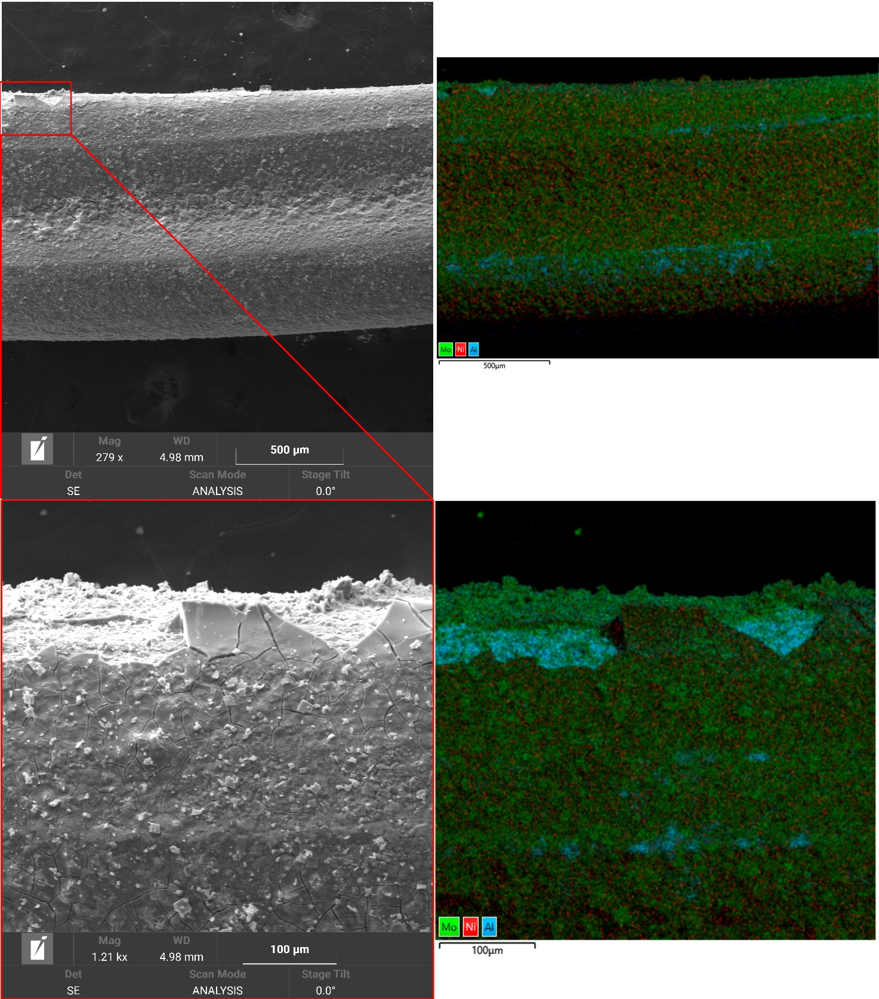 Mag WD 500 µm
279 x 4.98 mm
Det Scan Mode Stage Tilt
SE ANALYSIS 0.0°
Mo Ni Al
500µm
Mag WD 100 µm
1.21 kx 4.98 mm
Det Scan Mode Stage Tilt
SE ANALYSIS 0.0°
Mo Ni Al
100µm